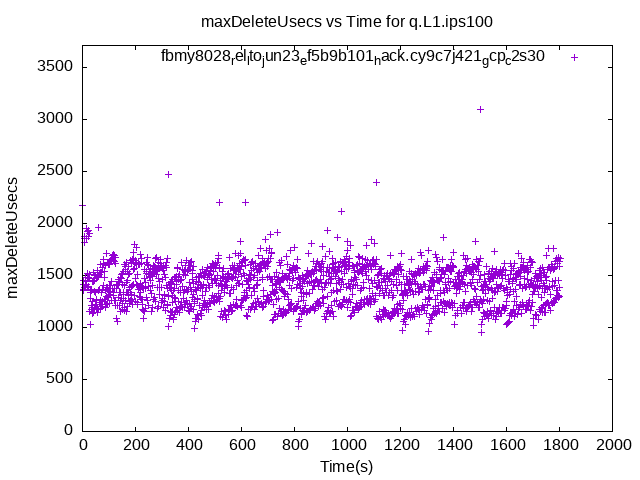 maxDeleteUsecs vs Time for q.L1.ips100
fbmy8028relltojun23ef5b9b101hack.cy9c7j421gcpc2s30
3500
3000
2500
2000
1500
1000
500
0
maxDeleteUsecs
0 200 400 600 800 1000 1200 1400 1600 1800 2000
Time(s)